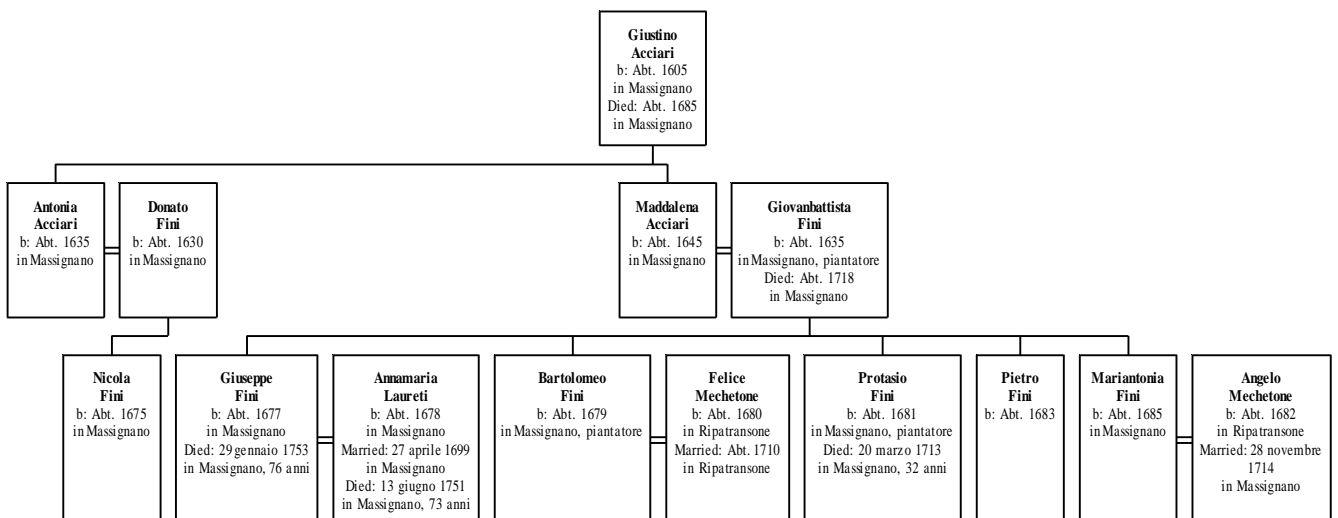 Giustino
Acciari
b: Abt. 1605
in Massignano
Died: Abt. 1685
in Massignano
Antonia
Acciari
b: Abt. 1635
in Massignano
Donato
Fini
b: Abt. 1630
in Massignano
Maddalena
Acciari
b: Abt. 1645
in Massignano
Giovanbattista
Fini
b: Abt. 1635
in Massignano, piantatore
Died: Abt. 1718
in Massignano
Nicola
Fini
b: Abt. 1675
in Massignano
Giuseppe
Fini
b: Abt. 1677
in Massignano
Died: 29 gennaio 1753
in Massignano, 76 anni
Annamaria
Laureti
b: Abt. 1678
in Massignano
Married: 27 aprile 1699
in Massignano
Died: 13 giugno 1751
in Massignano, 73 anni
Bartolomeo
Fini
b: Abt. 1679
in Massignano, piantatore
Felice
Mechetone
b: Abt. 1680
in Ripatransone
Married: Abt. 1710
in Ripatransone
Protasio
Fini
b: Abt. 1681
in Massignano, piantatore
Died: 20 marzo 1713
in Massignano, 32 anni
Pietro
Fini
b: Abt. 1683
Mariantonia
Fini
b: Abt. 1685
in Massignano
Angelo
Mechetone
b: Abt. 1682
in Ripatransone
Married: 28 novembre
1714
in Massignano